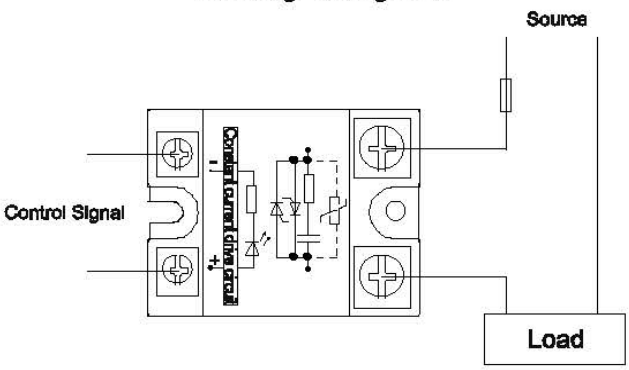 Source
Control Signal
Constant current drive circuit
-
+
Load